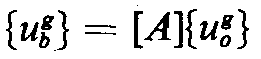 {u_b^g} = [A]{u_o^g}